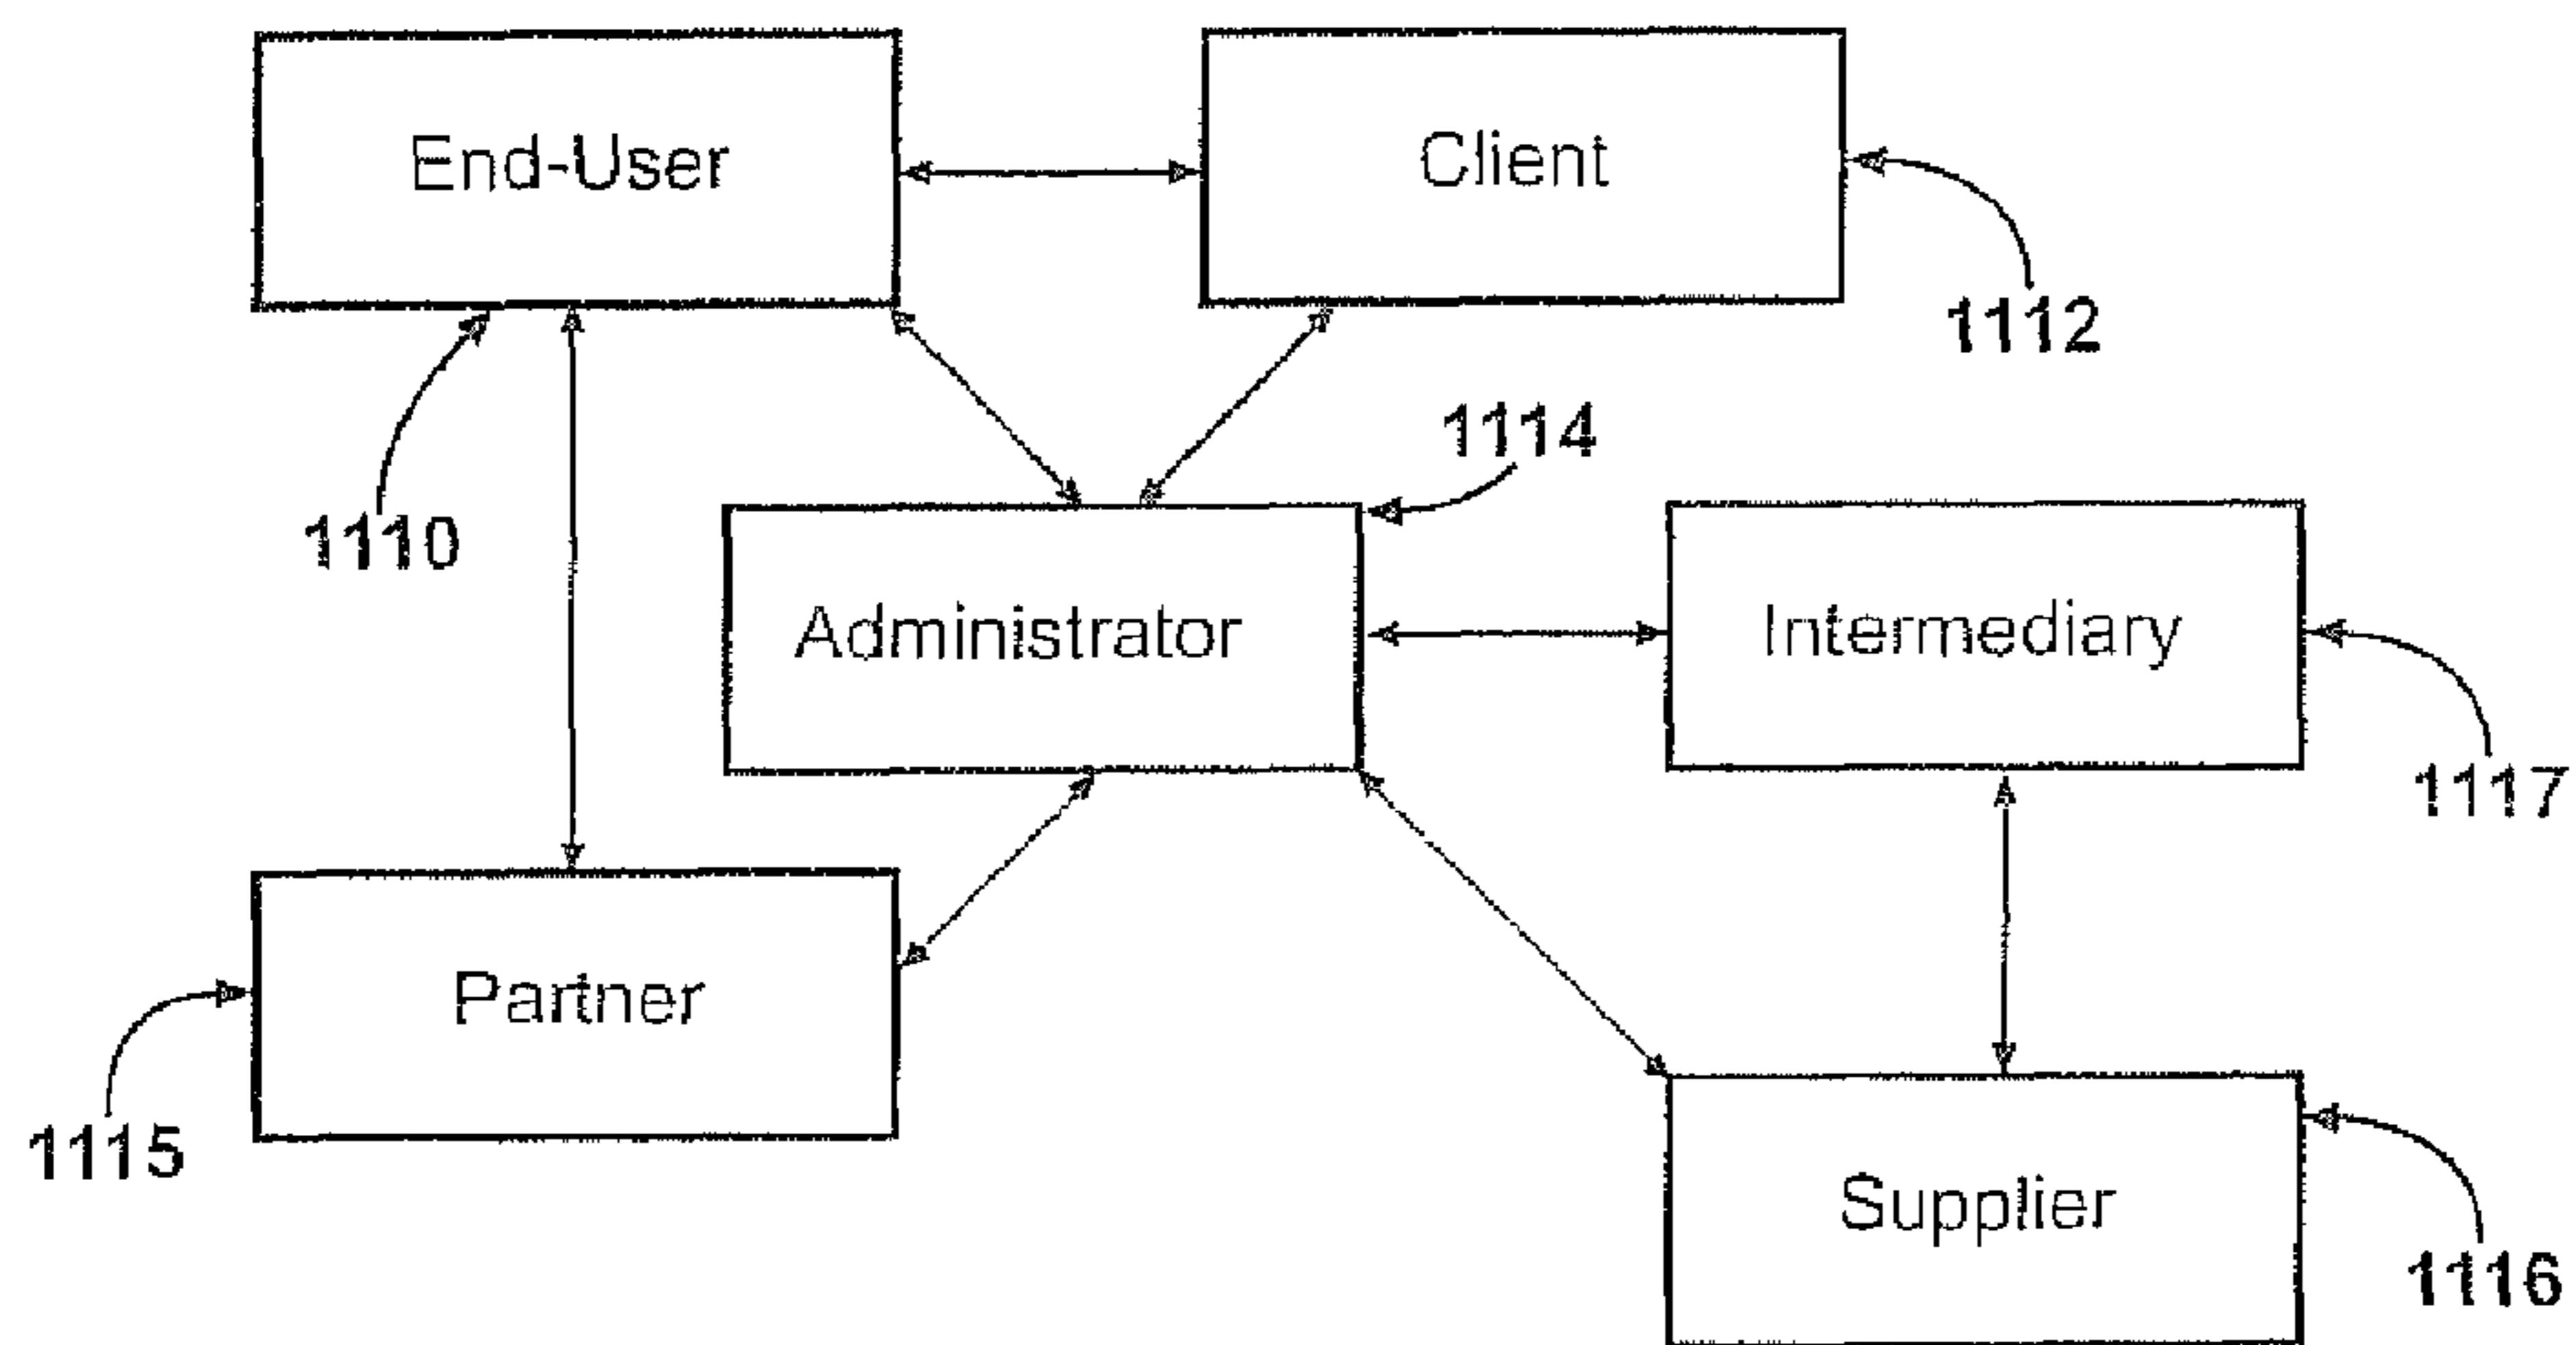 End-User
Client
1112
1114
1110
Administrator
Intermediary
1117
Partner
1115
Supplier
1116